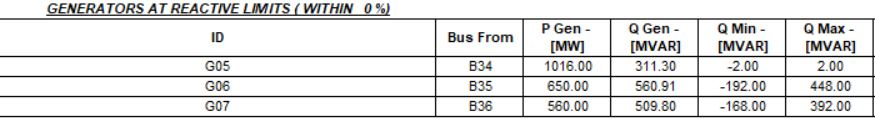 GENERATORS AT REACTIVE LIMITS ( WITHIN 0 %)
ID Bus From P Gen - [MW] Q Gen - [MVAR] Q Min - [MVAR] Q Max - [MVAR]
G05 B34 1016.00 311.30 -2.00 2.00
G06 B35 650.00 560.91 -192.00 448.00
G07 B36 560.00 509.80 -168.00 392.00